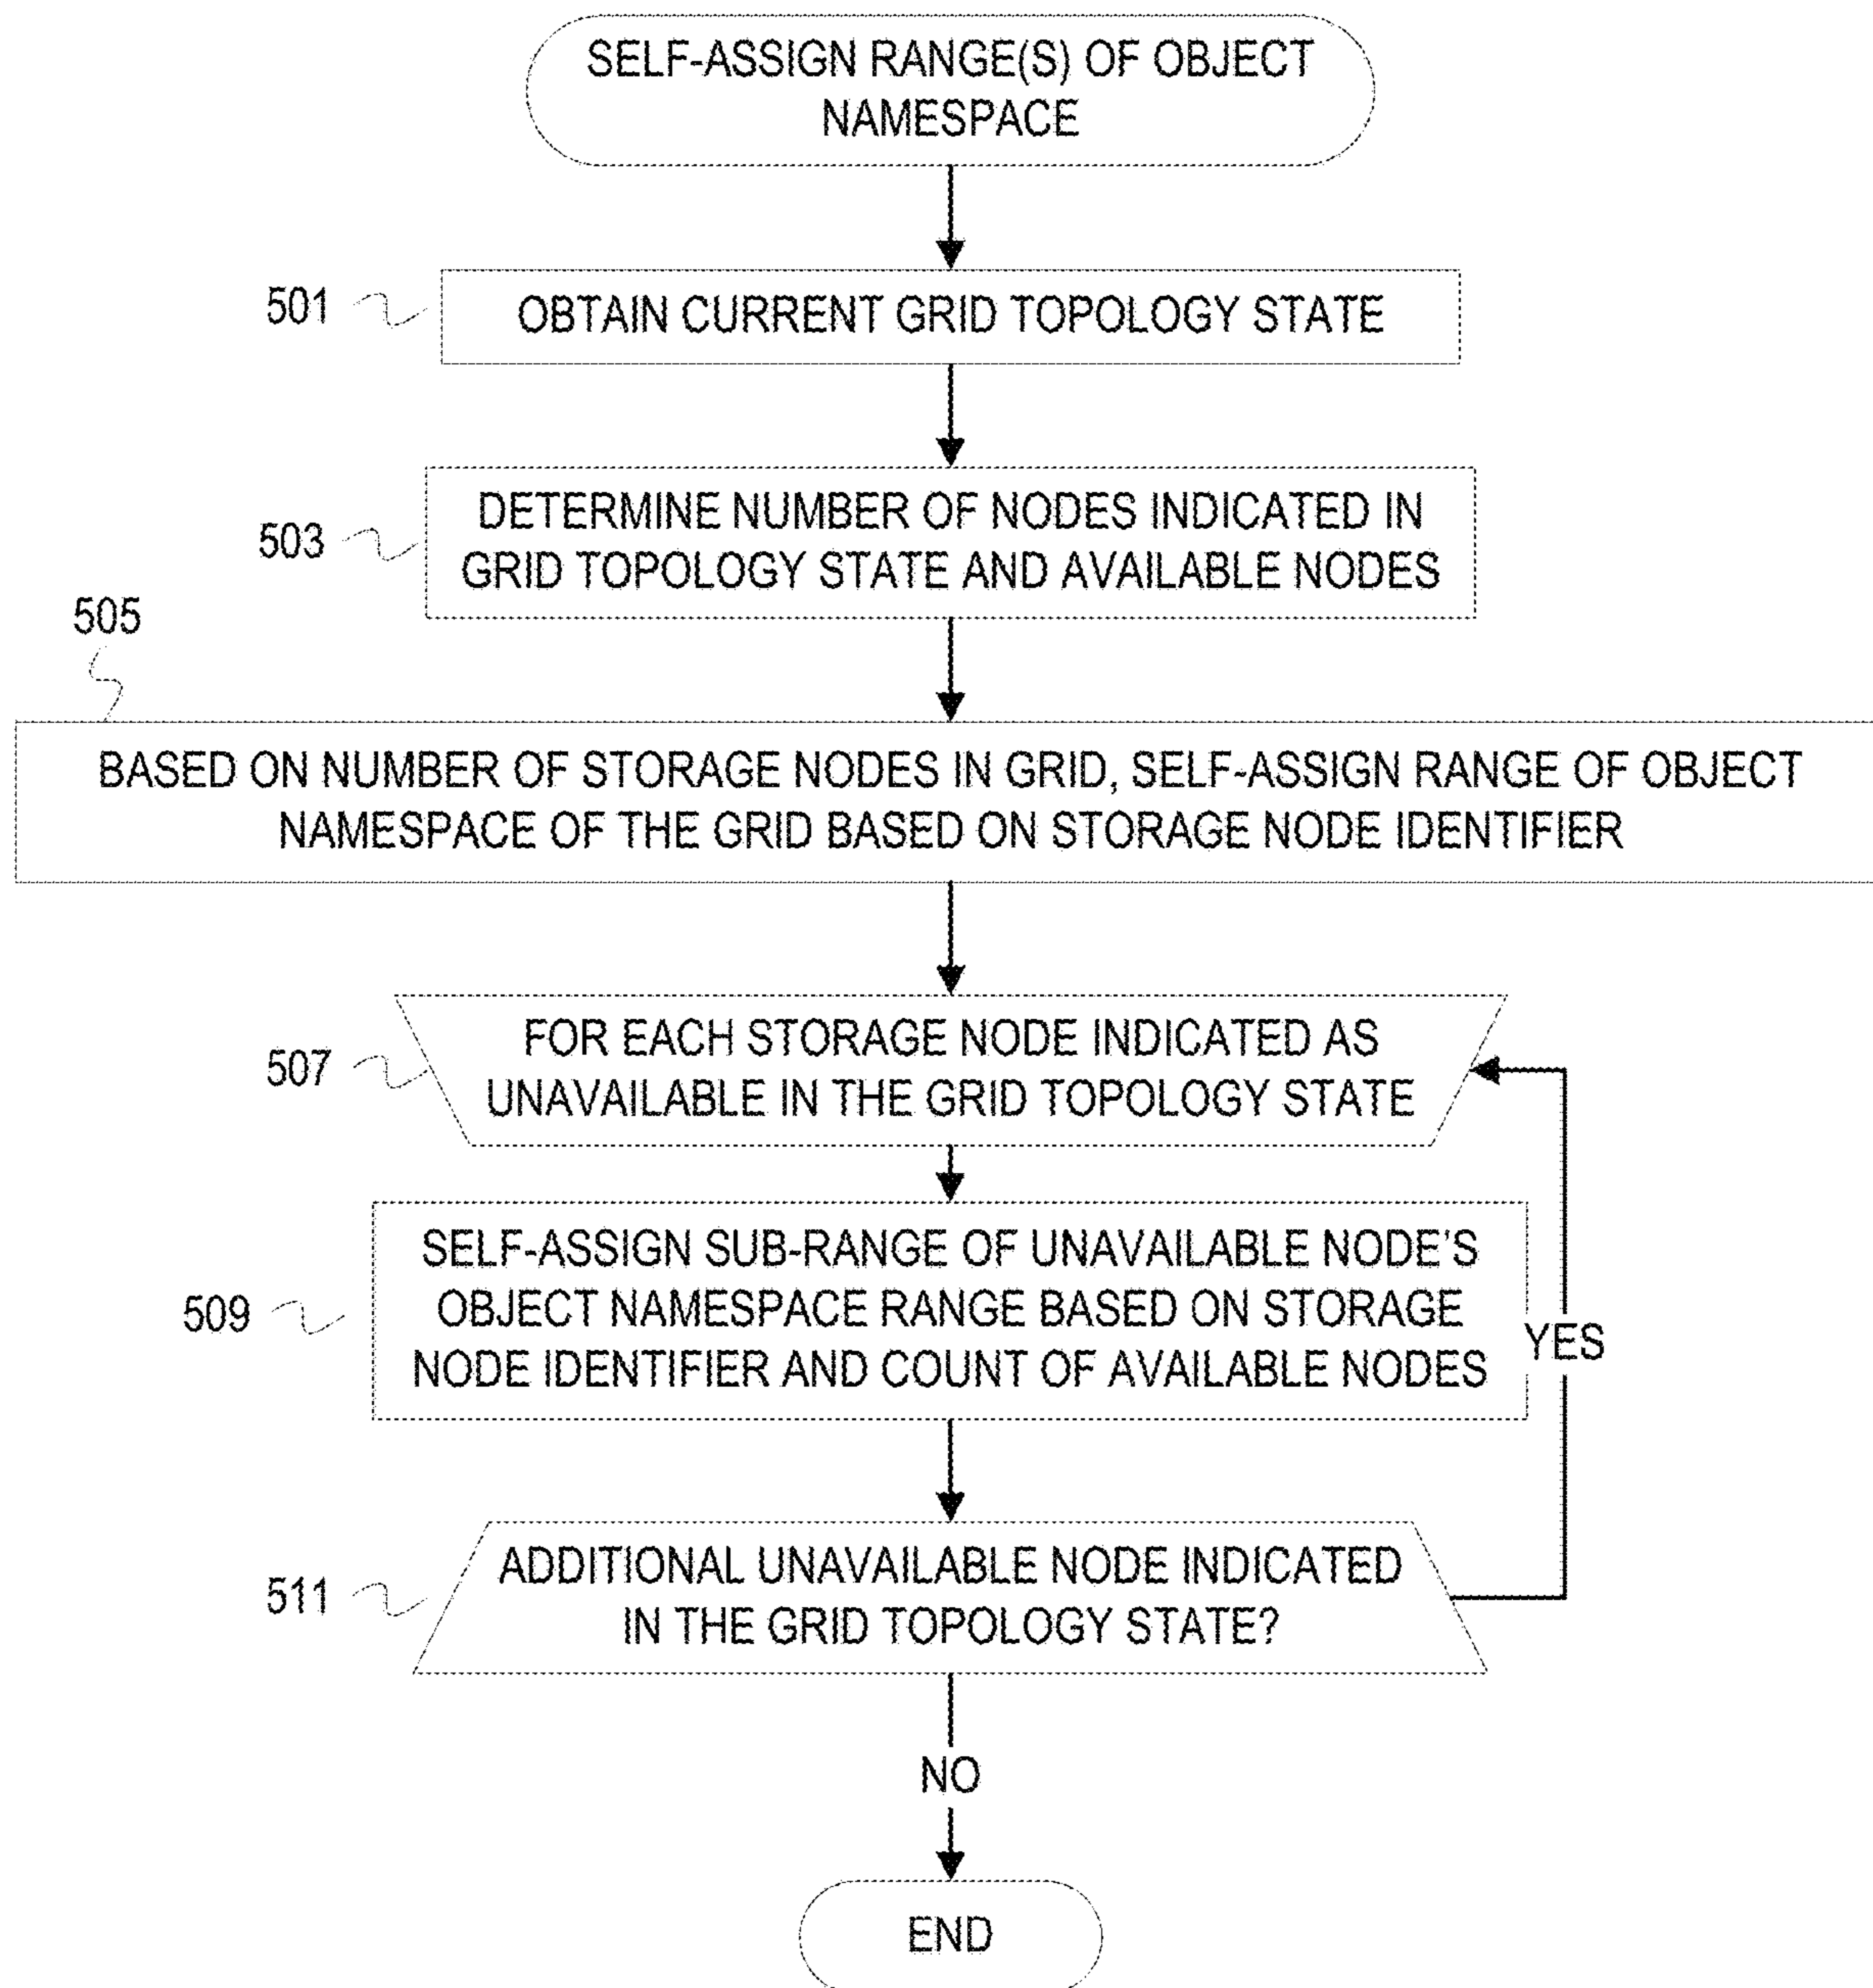 SELF-ASSIGN RANGE(S) OF OBJECT
NAMESPACE
501
OBTAIN CURRENT GRID TOPOLOGY STATE
503
DETERMINE NUMBER OF NODES INDICATED IN
GRID TOPOLOGY STATE AND AVAILABLE NODES
505
BASED ON NUMBER OF STORAGE NODES IN GRID, SELF-ASSIGN RANGE OF OBJECT
NAMESPACE OF THE GRID BASED ON STORAGE NODE IDENTIFIER
507
FOR EACH STORAGE NODE INDICATED AS
UNAVAILABLE IN THE GRID TOPOLOGY STATE
509
SELF-ASSIGN SUB-RANGE OF UNAVAILABLE NODE'S
OBJECT NAMESPACE RANGE BASED ON STORAGE
NODE IDENTIFIER AND COUNT OF AVAILABLE NODES
YES
511
ADDITIONAL UNAVAILABLE NODE INDICATED
IN THE GRID TOPOLOGY STATE?
NO
END